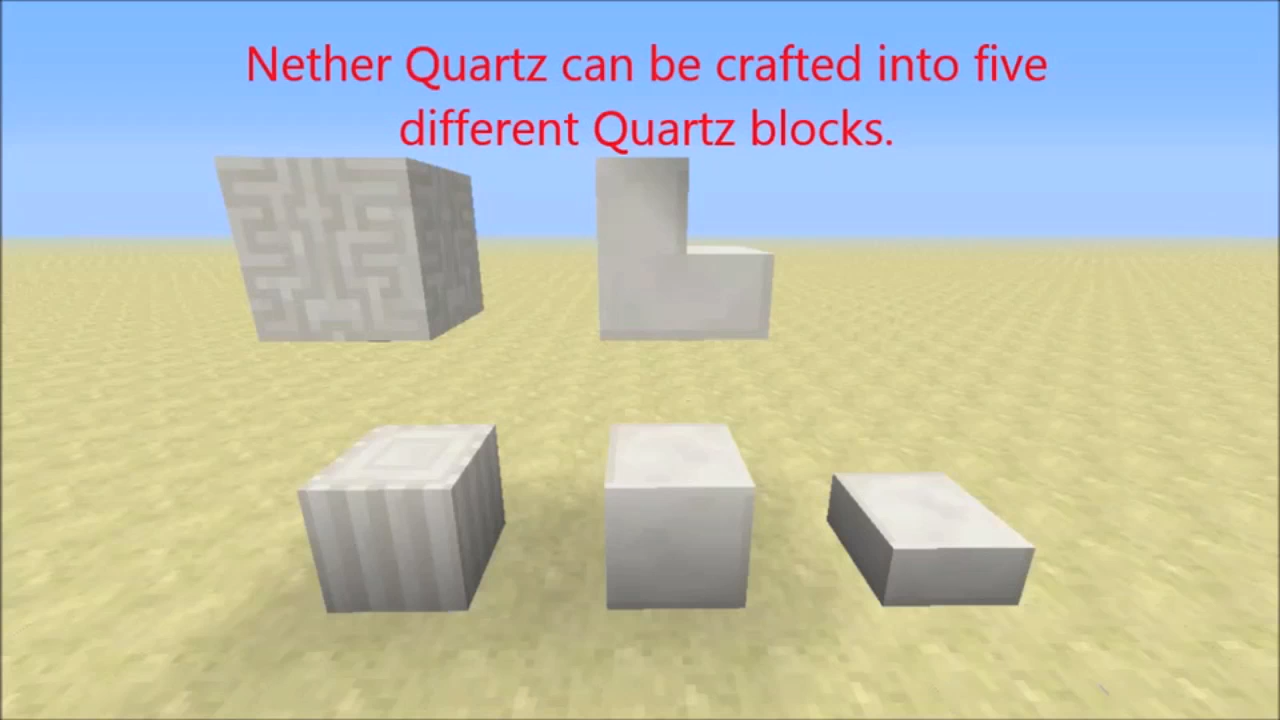 Nether Quartz can be crafted into five
different Quartz blocks.